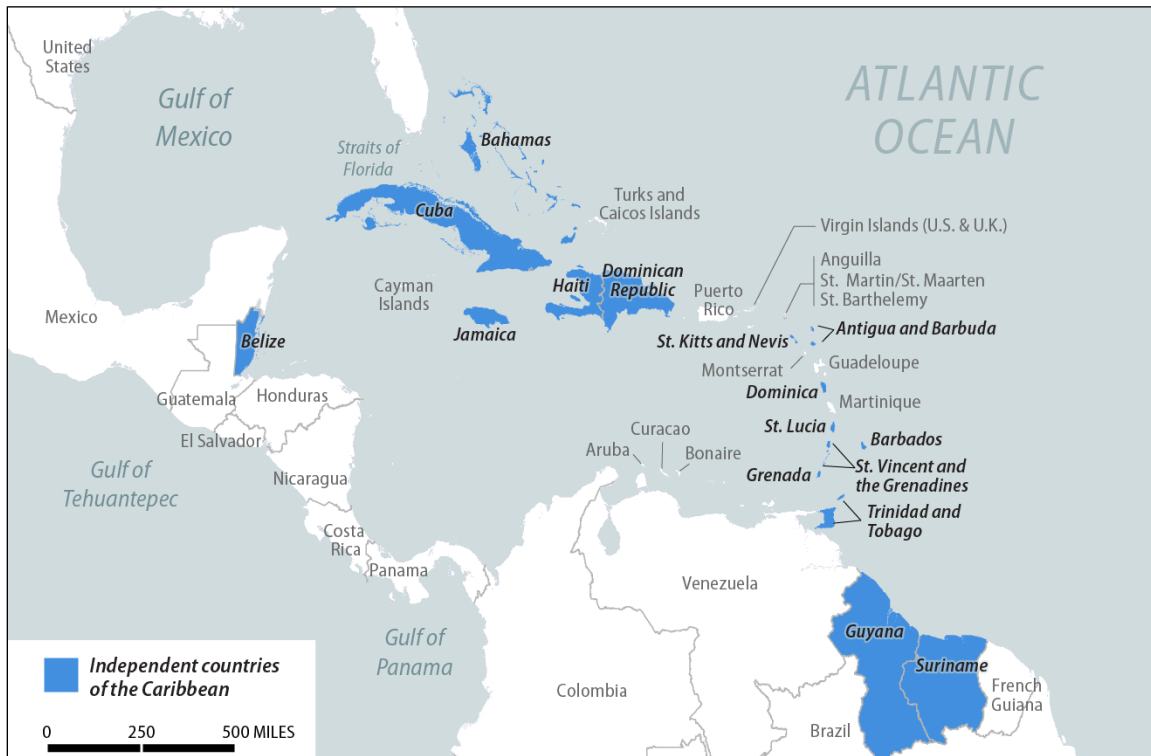 United
States
Gulf of
Mexico
ATLANTIC
OCEAN
Straits of
Florida
Bahamas
Turks and
Caicos Islands
Cuba
Virgin Islands (U.S. & U.K.)
Anguilla
St. Martin/St. Maarten
St. Barthelemy
Cayman
Islands
Haiti
Dominican
Republic
Puerto
Rico
Mexico
Jamaica
Belize
St. Kitts and Nevis
Antigua and Barbuda
Montserrat
Guadeloupe
Guatemala
Honduras
Dominica
Martinique
El Salvador
St. Lucia
Barbados
Aruba
Curacao
Bonaire
Gulf of
Tehuantepec
Nicaragua
Grenada
St. Vincent and
the Grenadines
Trinidad and
Tobago
Costa
Rica
Panama
Venezuela
Gulf of
Panama
Guyana
Suriname
French
Guiana
Colombia
Brazil
Independent countries
of the Caribbean
0 250 500 MILES